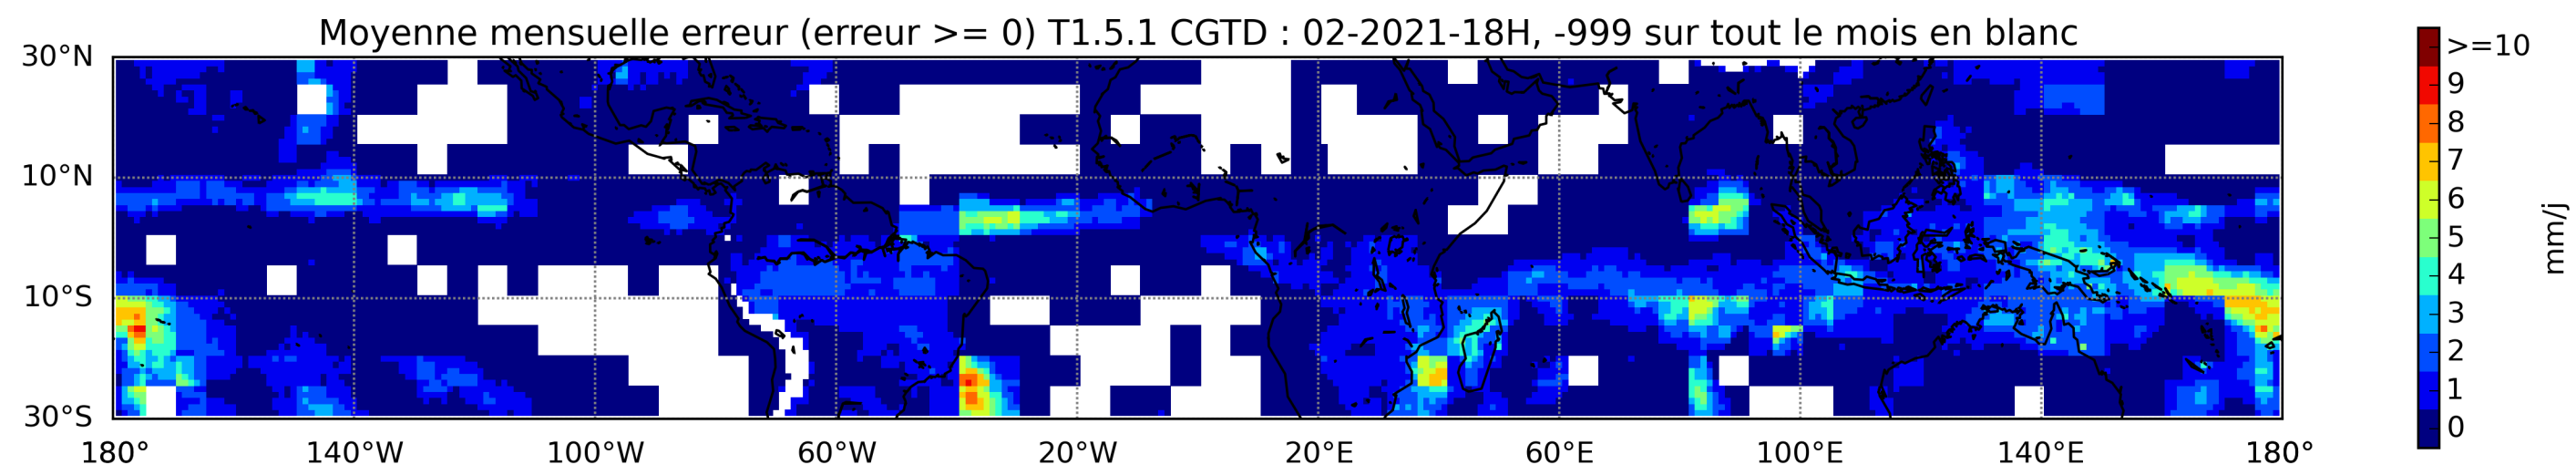 Moyenne mensuelle erreur (erreur >= 0) T1.5.1 CGTD : 02-2021-18H, -999 sur tout le mois en blanc
30°N
10°N
10°S
30°S
180°
140°W
100°W
60°W
20°W
20°E
60°E
100°E
140°E
180°
>=10
9
8
7
6
5
4
3
2
1
0
mm/j